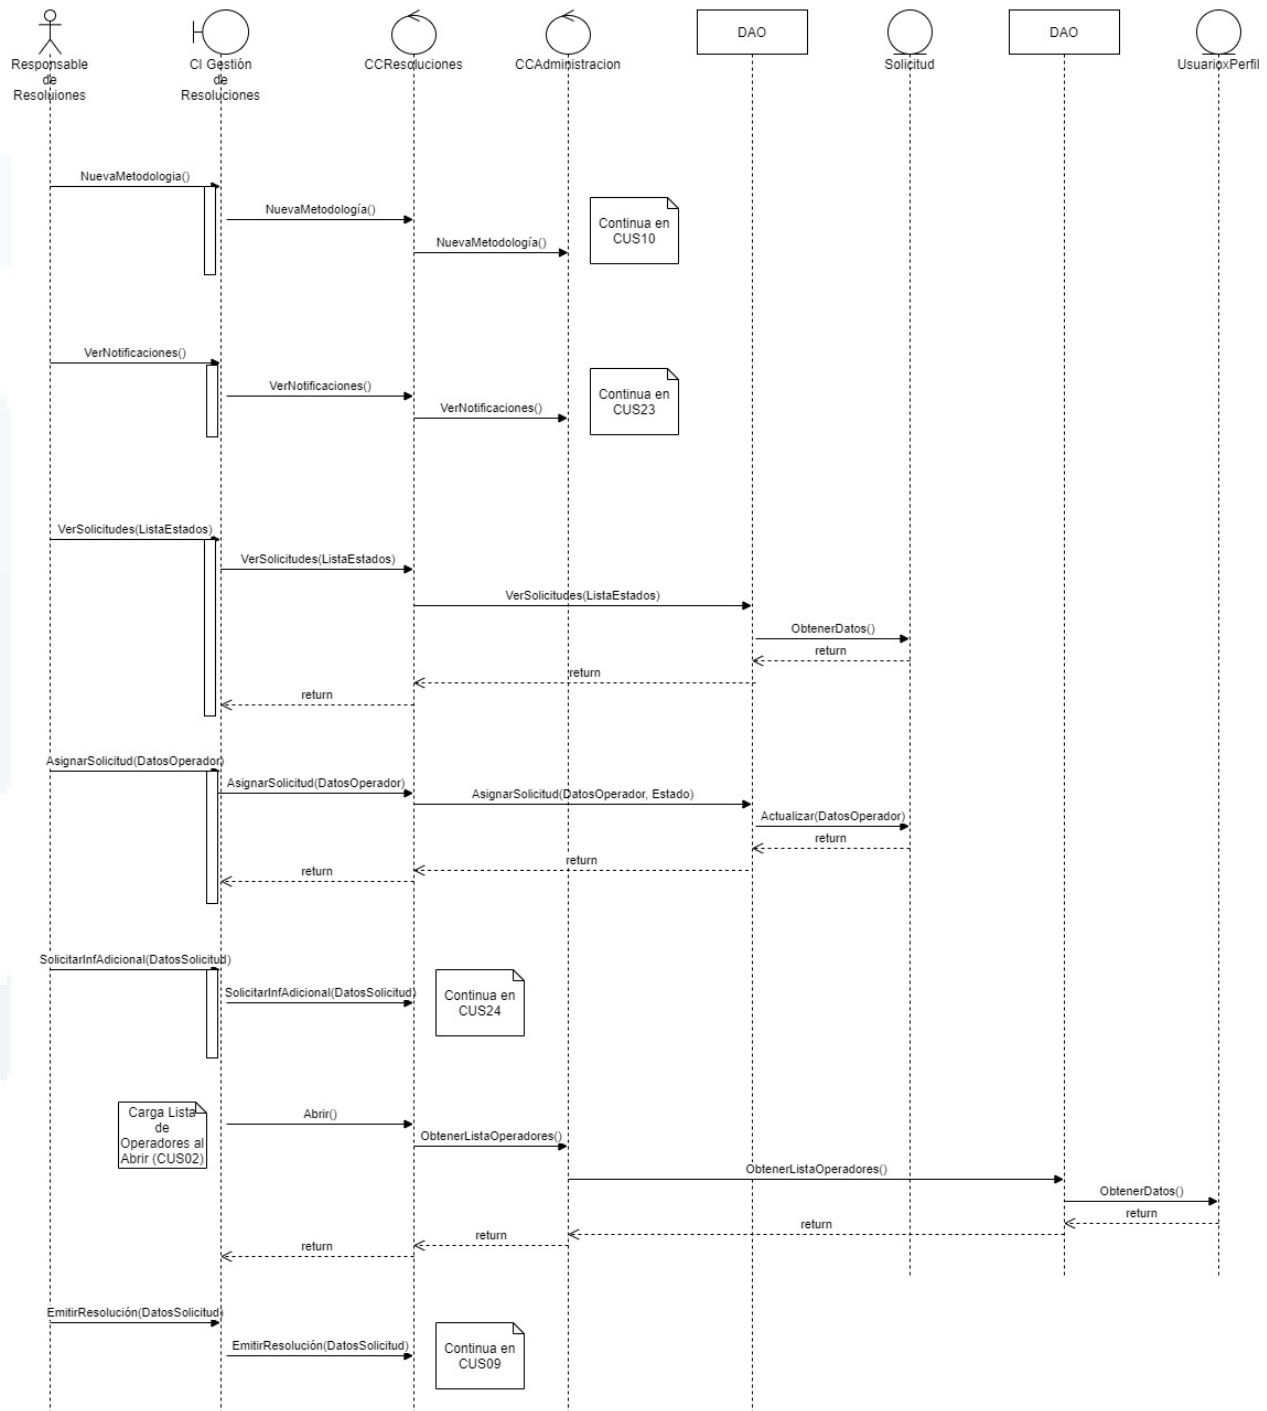 Responsable
de
Resoluiones
CI Gestión
de
Resoluciones
CCResoluciones
CCAdministracion
DAO
Solicitud
DAO
UsuarioxPerfil
NuevaMetodologia()
NuevaMetodología()
NuevaMetodología()
Continua en
CUS10
VerNotificaciones()
VerNotificaciones()
VerNotificaciones()
Continua en
CUS23
VerSolicitudes(ListaEstados)
VerSolicitudes(ListaEstados)
VerSolicitudes(ListaEstados)
ObtenerDatos()
return
return
return
AsignarSolicitud(DatosOperador)
AsignarSolicitud(DatosOperador)
AsignarSolicitud(DatosOperador, Estado)
Actualizar(DatosOperador)
return
return
return
SolicitarInfAdicional(DatosSolicitud)
SolicitarInfAdicional(DatosSolicitud)
Continua en
CUS24
Carga Lista
de
Operadores al
Abrir (CUS02)
Abrir()
ObtenerListaOperadores()
ObtenerListaOperadores()
ObtenerDatos()
return
return
return
return
EmitirResolución(DatosSolicitud)
EmitirResolución(DatosSolicitud)
Continua en
CUS09